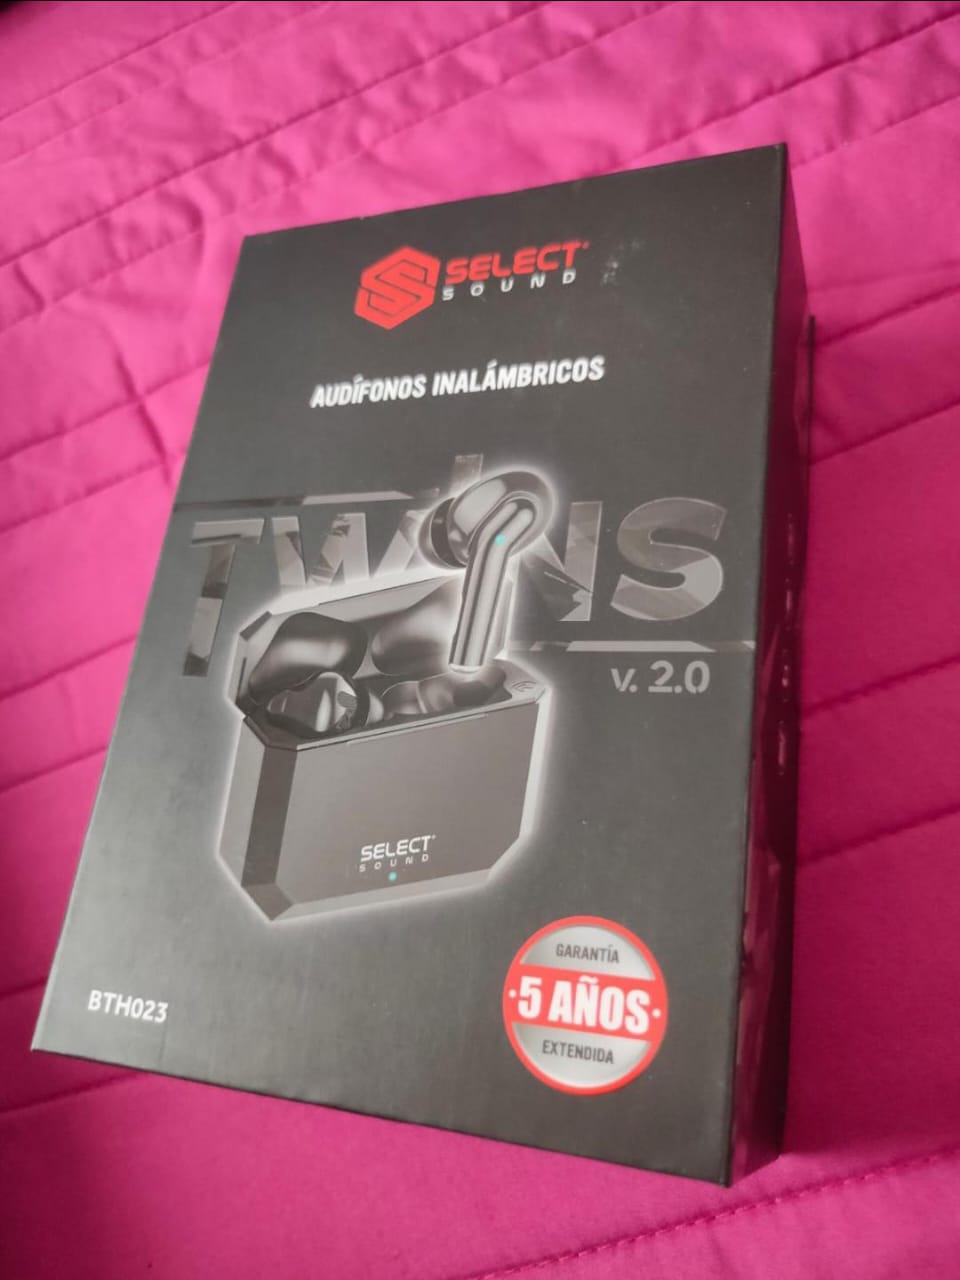 SELECT
SOUND
AUDÍFONOS INALÁMBRICOS
TWINS
v. 2.0
SELECT
SOUND
BTH023
GARANTÍA
·5 AÑOS·
EXTENDIDA